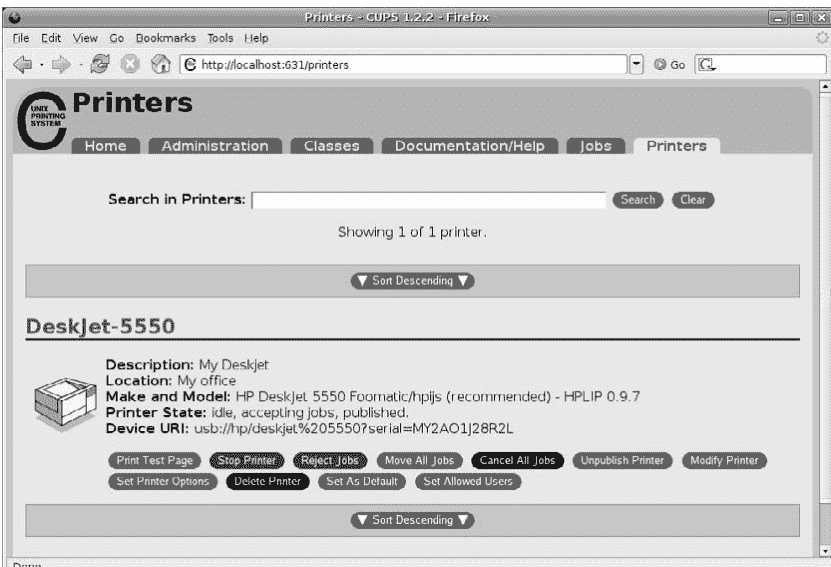 Printers - CUPS 1.2.2 - Firefox
File Edit View Go Bookmarks Tools Help
http://localhost:631/printers Go G
UNIX
PRINTING
SYSTEM
Printers
Home Administration Classes Documentation/Help Jobs Printers
Search in Printers: Search Clear
Showing 1 of 1 printer.
▼ Sort Descending ▼
DeskJet-5550
Description: My Deskjet
Location: My office
Make and Model: HP DeskJet 5550 Foomatic/hpijs (recommended) - HPLIP 0.9.7
Printer State: idle, accepting jobs, published.
Device URI: usb://hp/deskjet%205550?serial=MY2AO1J28R2L
Print Test Page Stop Printer Reject Jobs Move All Jobs Cancel All Jobs Unpublish Printer Modify Printer
Set Printer Options Delete Printer Set As Default Set Allowed Users
▼ Sort Descending ▼
Done